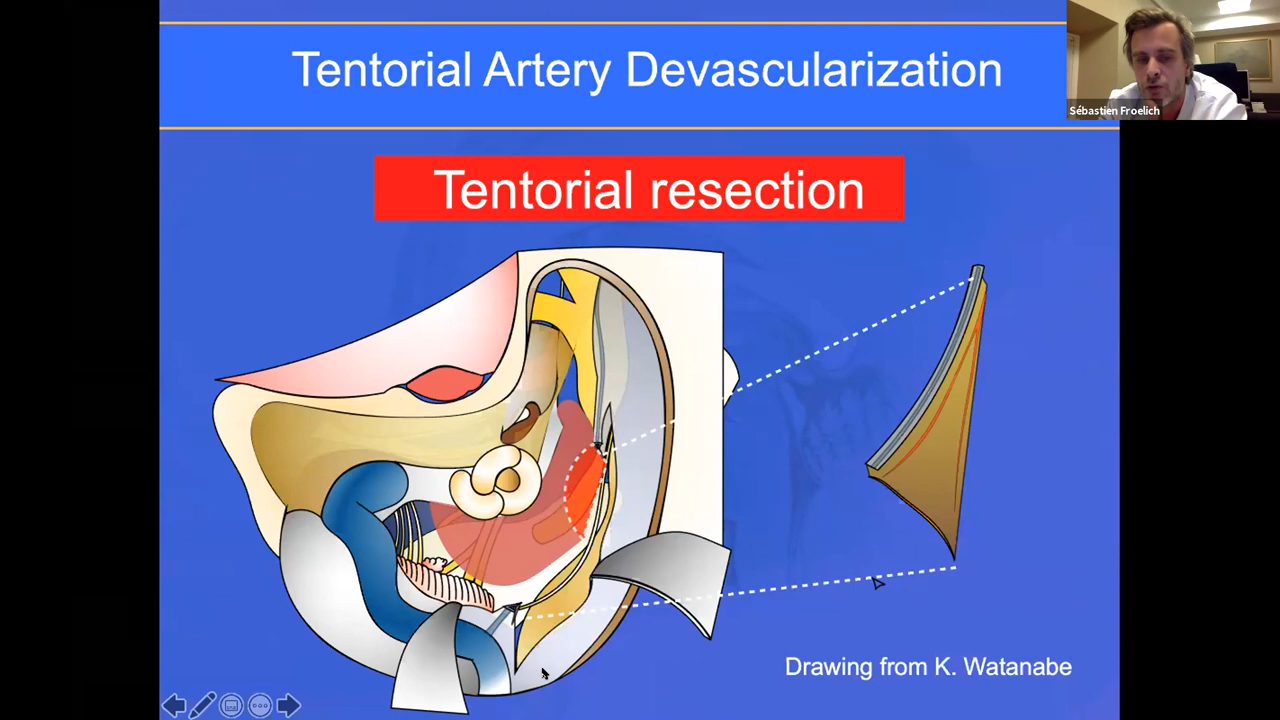 Tentorial Artery Devascularization
Sébastien Froelich
Tentorial resection
Drawing from K. Watanabe